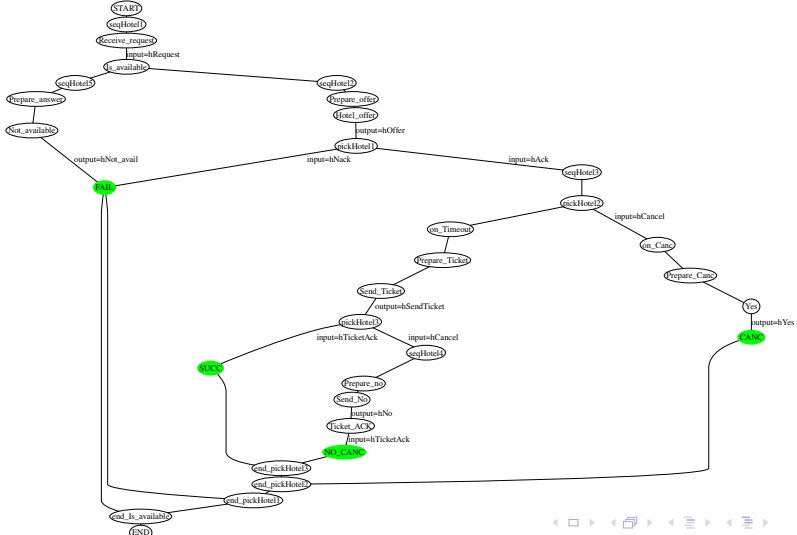 START
seqHotel1
Receive_request
input=hRequest
Is_available
seqHotel5
seqHotel2
Prepare_answer
Prepare_offer
Hotel_offer
Not_available
output=hOffer
pickHotel1
output=hNot_avail
input=hNack
input=hAck
seqHotel3
FAIL
pickHotel2
input=hCancel
on_Timeout
on_Canc
Prepare_Ticket
Prepare_Canc
Send_Ticket
output=hSendTicket
Yes
pickHotel3
output=hYes
input=hTicketAck
input=hCancel
CANC
seqHotel4
SUCC
Prepare_no
Send_No
output=hNo
Ticket_ACK
input=hTicketAck
NO_CANC
end_pickHotel3
end_pickHotel2
end_pickHotel1
end_Is_available
END